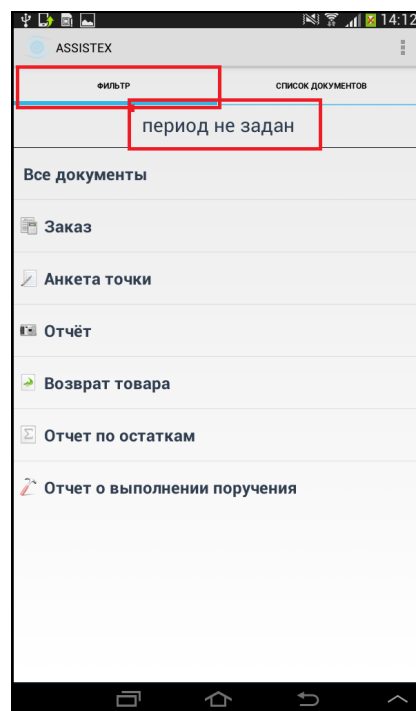 14:12
ASSISTEX
ФИЛЬТР
СПИСОК ДОКУМЕНТОВ
период не задан
Все документы
Заказ
Анкета точки
Отчёт
Возврат товара
Отчет по остаткам
Отчет о выполнении поручения